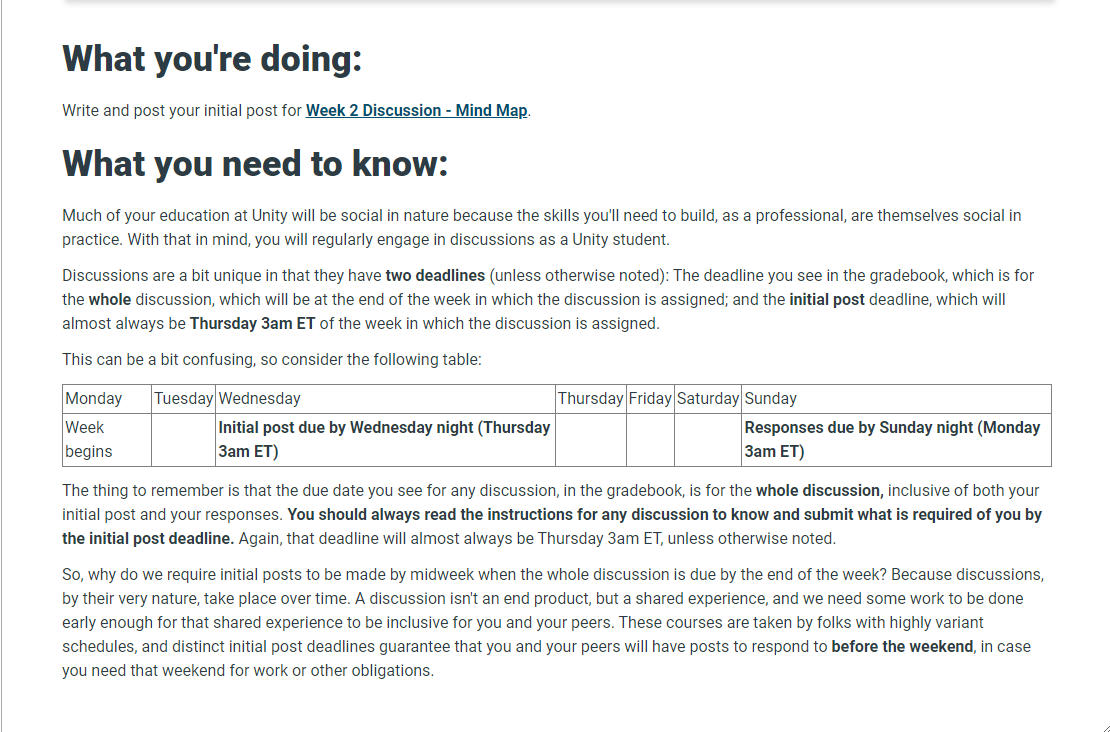 What you're doing:
Write and post your initial post for Week 2 Discussion - Mind Map.
What you need to know:
Much of your education at Unity will be social in nature because the skills you'll need to build, as a professional, are themselves social in
practice. With that in mind, you will regularly engage in discussions as a Unity student.
Discussions are a bit unique in that they have two deadlines (unless otherwise noted): The deadline you see in the gradebook, which is for
the whole discussion, which will be at the end of the week in which the discussion is assigned; and the initial post deadline, which will
almost always be Thursday 3am ET of the week in which the discussion is assigned.
This can be a bit confusing, so consider the following table:
Monday Tuesday Wednesday Thursday Friday Saturday Sunday
Week Initial post due by Wednesday night (Thursday Responses due by Sunday night (Monday
begins 3am ET) 3am ET)
The thing to remember is that the due date you see for any discussion, in the gradebook, is for the whole discussion, inclusive of both your
initial post and your responses. You should always read the instructions for any discussion to know and submit what is required of you by
the initial post deadline. Again, that deadline will almost always be Thursday 3am ET, unless otherwise noted.
So, why do we require initial posts to be made by midweek when the whole discussion is due by the end of the week? Because discussions,
by their very nature, take place over time. A discussion isn't an end product, but a shared experience, and we need some work to be done
early enough for that shared experience to be inclusive for you and your peers. These courses are taken by folks with highly variant
schedules, and distinct initial post deadlines guarantee that you and your peers will have posts to respond to before the weekend, in case
you need that weekend for work or other obligations.